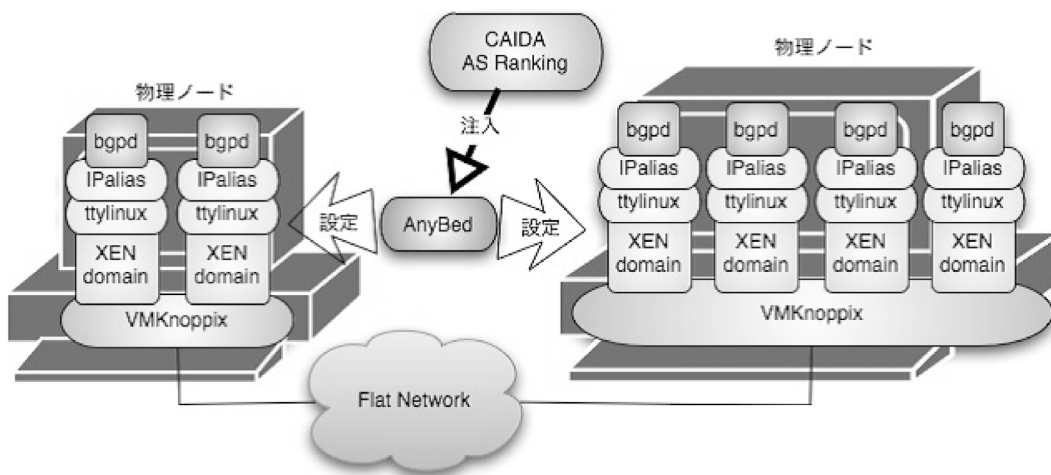 CAIDA
AS Ranking
注入
物理ノード
bgpd
bgpd
IPalias
IPalias
ttylinux
ttylinux
XEN
domain
XEN
domain
VMKnoppix
設定
AnyBed
設定
物理ノード
bgpd
bgpd
bgpd
bgpd
IPalias
IPalias
IPalias
IPalias
ttylinux
ttylinux
ttylinux
ttylinux
XEN
domain
XEN
domain
XEN
domain
XEN
domain
VMKnoppix
Flat Network